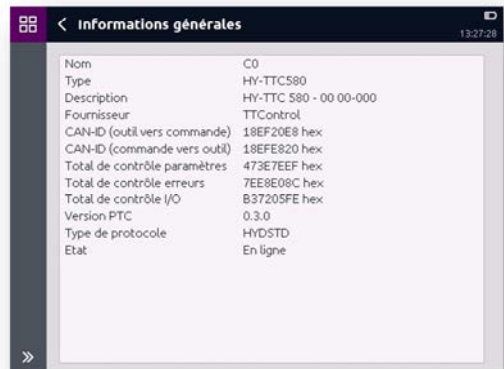 Informations générales
13:27:28
Nom C0
Type HY-TTC580
Description HY-TTC 580 - 00 00-000
Fournisseur TTControl
CAN-ID (outil vers commande) 18EF20E8 hex
CAN-ID (commande vers outil) 18EFE820 hex
Total de contrôle paramètres 473E7EEF hex
Total de contrôle erreurs 7EE8E08C hex
Total de contrôle I/O B37205FE hex
Version PTC 0.3.0
Type de protocole HYDSTD
Etat En ligne